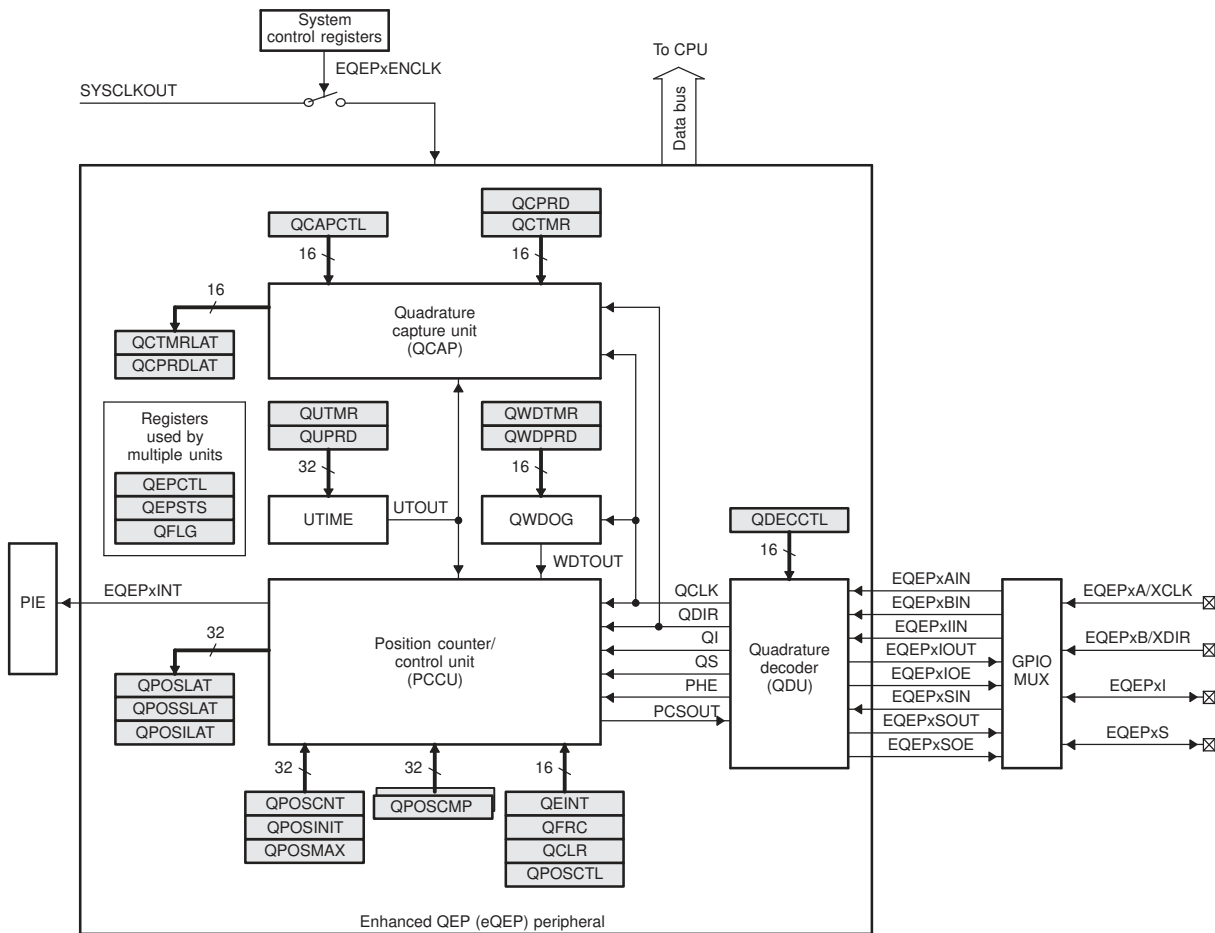 System
control registers
To CPU
EQEPxENCLK
SYSCLKOUT
Data bus
QCPRD
QCAPCTL
QCTMR
16
16
16
Quadrature
capture unit
(QCAP)
QCTMRLAT
QCPRDLAT
Registers
used by
multiple units
QEPCTL
QEPSTS
QFLG
QUTMR
QUPRD
32
QWDTMR
QWDPRD
16
UTIME
UTOUT
QWDOG
WDTOUT
QDECCTL
16
PIE
EQEPxINT
32
Position counter/
control unit
(PCCU)
QPOSLAT
QPOSSLAT
QPOSILAT
QCLK
QDIR
QI
QS
PHE
PCSOUT
Quadrature
decoder
(QDU)
EQEPxAIN
EQEPxBIN
EQEPxIIN
EQEPxIOUT
EQEPxIOE
EQEPxSIN
EQEPxSOUT
EQEPxSOE
GPIO
MUX
EQEPxA/XCLK
EQEPxB/XDIR
EQEPxI
EQEPxS
32
32
16
QPOSCNT
QPOSINIT
QPOSMAX
QPOSCMP
QEINT
QFRC
QCLR
QPOSCTL
Enhanced QEP (eQEP) peripheral